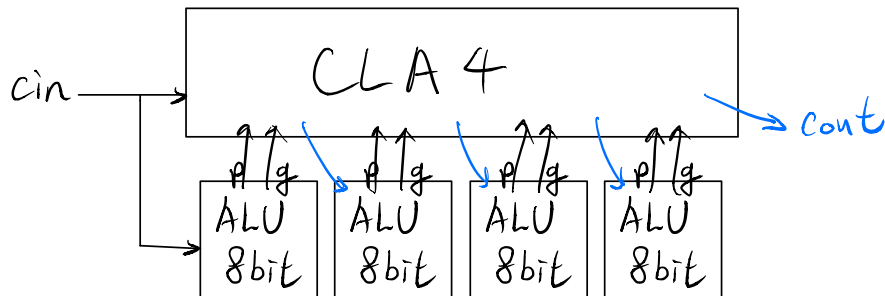 CLA 4
cin
cout
p g p g p g p g
ALU ALU ALU ALU
8bit 8bit 8bit 8bit